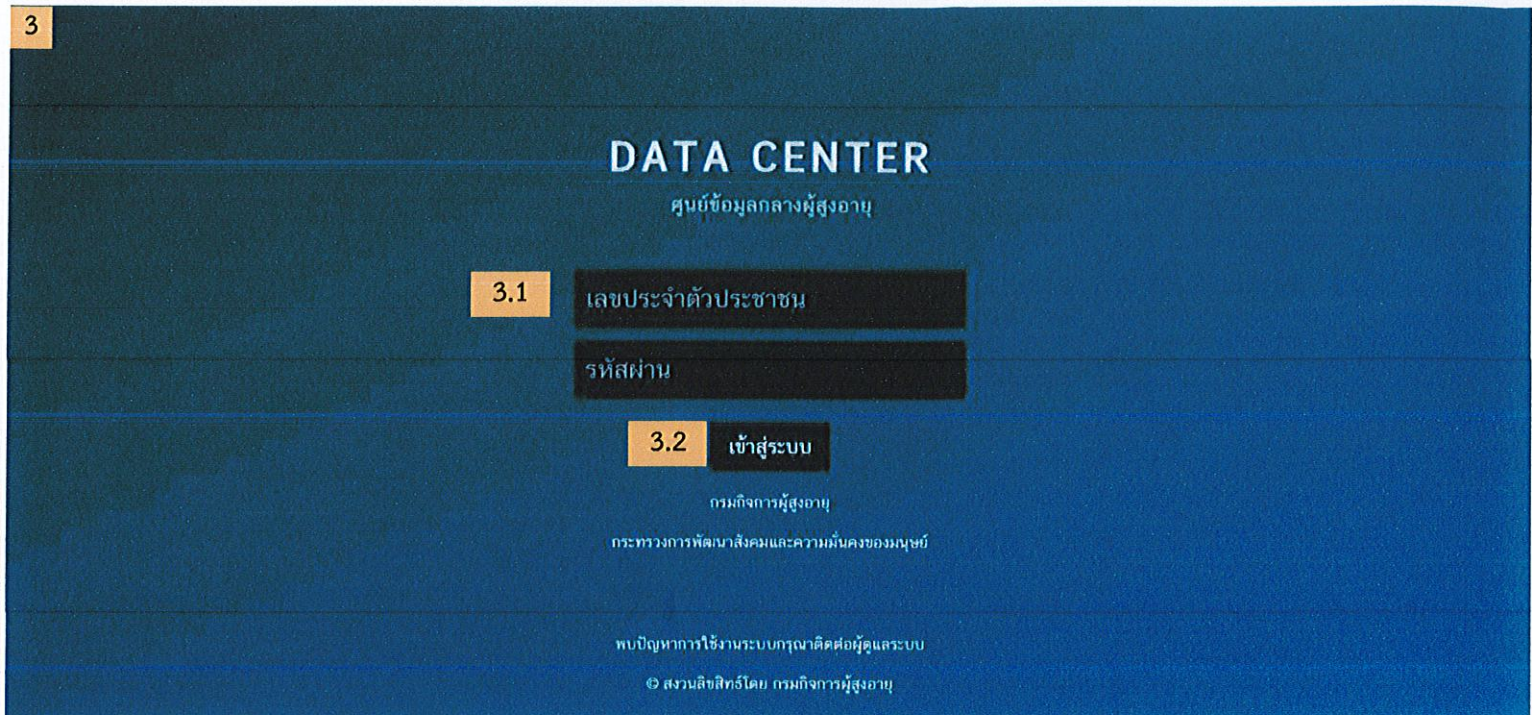 3
DATA CENTER
ศูนย์ข้อมูลกลางผู้สูงอายุ
3.1 เลขประจำตัวประชาชน
รหัสผ่าน
3.2 เข้าสู่ระบบ
กรมกิจการผู้สูงอายุ
กระทรวงการพัฒนาสังคมและความมั่นคงของมนุษย์
พบปัญหาการใช้งานระบบกรุณาติดต่อผู้ดูแลระบบ
© สงวนลิขสิทธ์โดย กรมกิจการผู้สูงอายุ